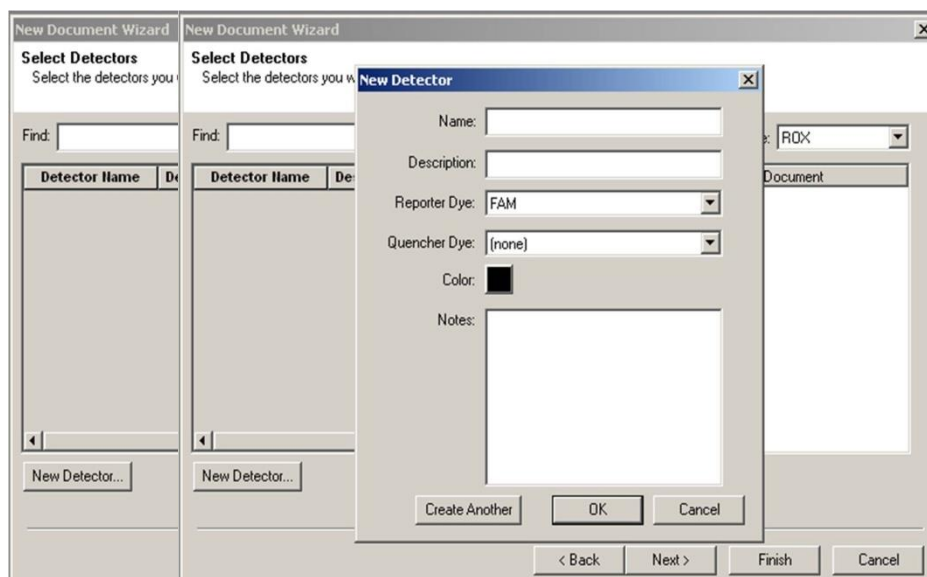 New Document Wizard
Select Detectors
Select the detectors you
Find:
Detector Name De
New Detector...
New Document Wizard
Select Detectors
Select the detectors you w
Find:
e: ROX
Detector Name De
Document
New Detector...
< Back Next > Finish Cancel
New Detector
Name:
Description:
Reporter Dye: FAM
Quencher Dye: (none)
Color:
Notes:
Create Another OK Cancel